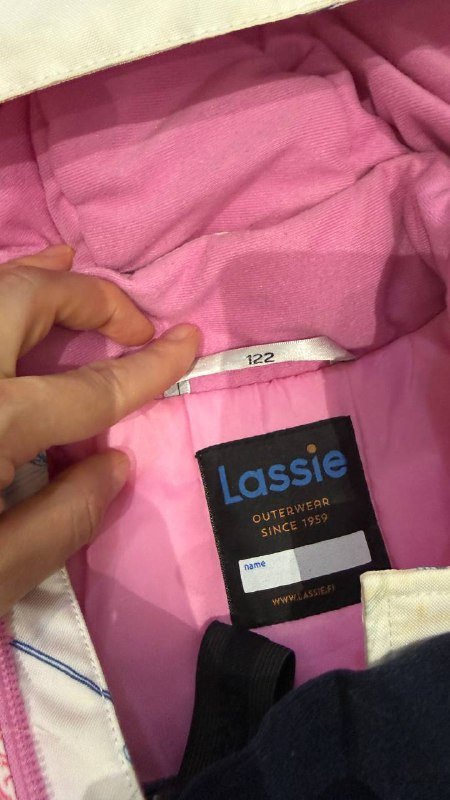 122
Lassie
OUTERWEAR
SINCE 1959
name
WWW.LASSIE.FI